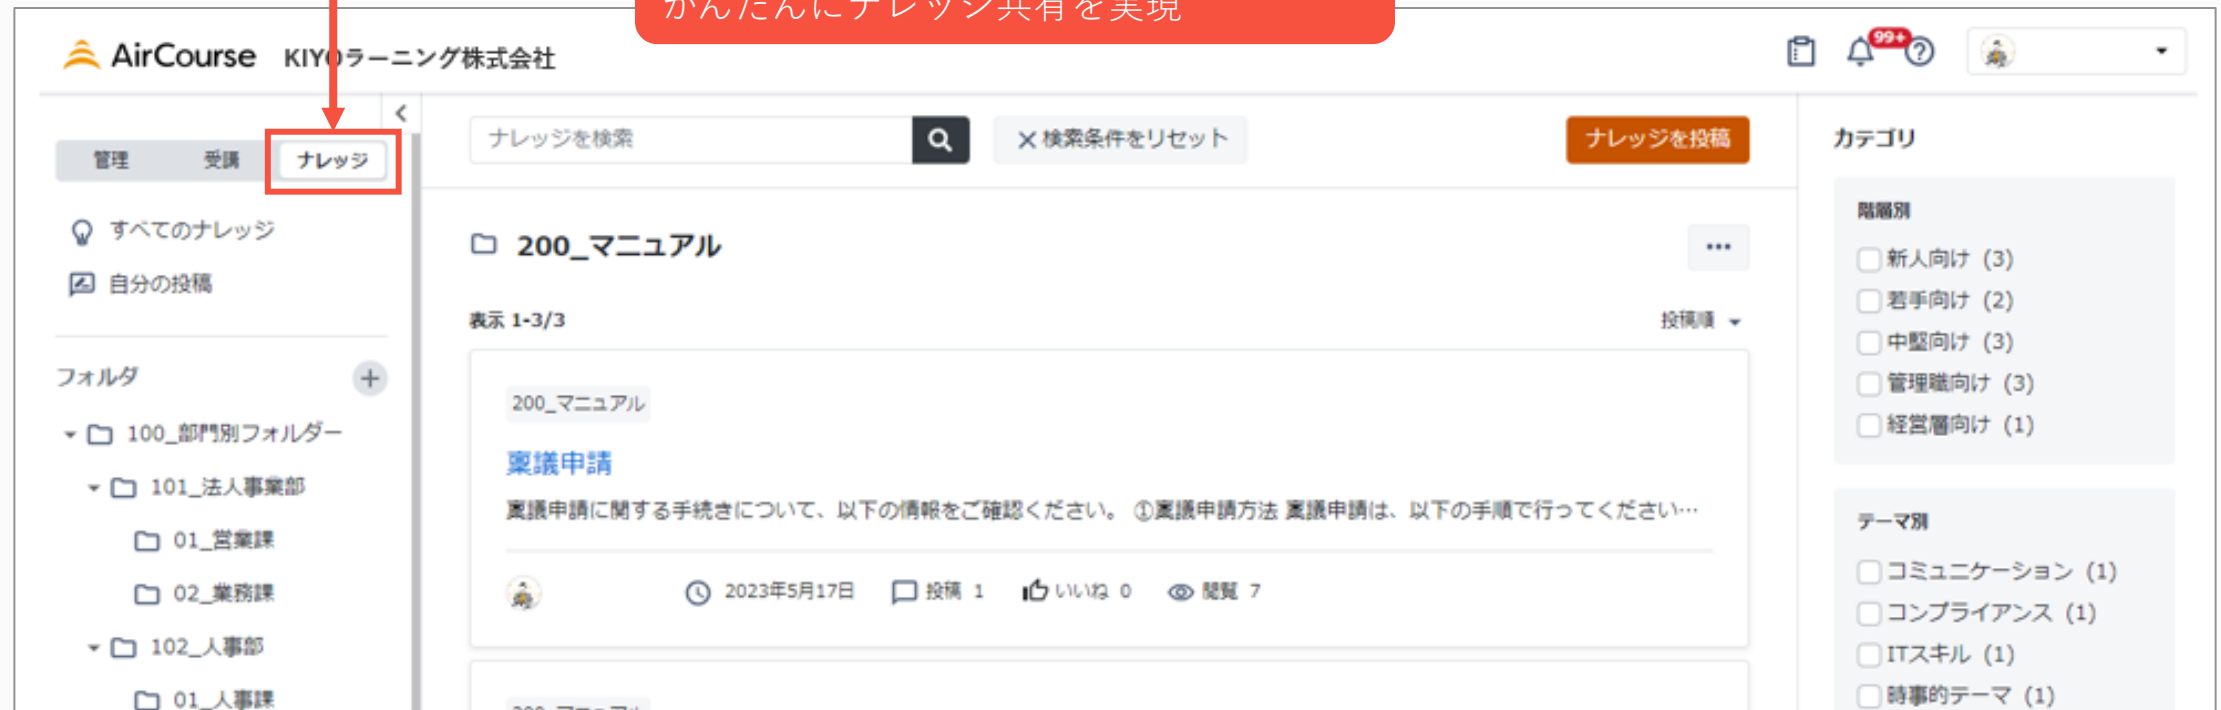 かんたんにナレッジ共有を実現
AirCourse KIYOラーニング株式会社
99+
管理 受講 ナレッジ
すべてのナレッジ
自分の投稿
フォルダ
100_部門別フォルダー
101_法人事業部
01_営業課
02_業務課
102_人事部
01_人事課
ナレッジを検索
×検索条件をリセット
ナレッジを投稿
200_マニュアル
表示 1-3/3
投稿順
200_マニュアル
稟議申請
稟議申請に関する手続きについて、以下の情報をご確認ください。 ①稟議申請方法 稟議申請は、以下の手順で行ってください…
2023年5月17日 投稿 1 いいね 0 閲覧 7
200_マニュアル
カテゴリ
階層別
新人向け (3)
若手向け (2)
中堅向け (3)
管理職向け (3)
経営層向け (1)
テーマ別
コミュニケーション (1)
コンプライアンス (1)
ITスキル (1)
時事的テーマ (1)